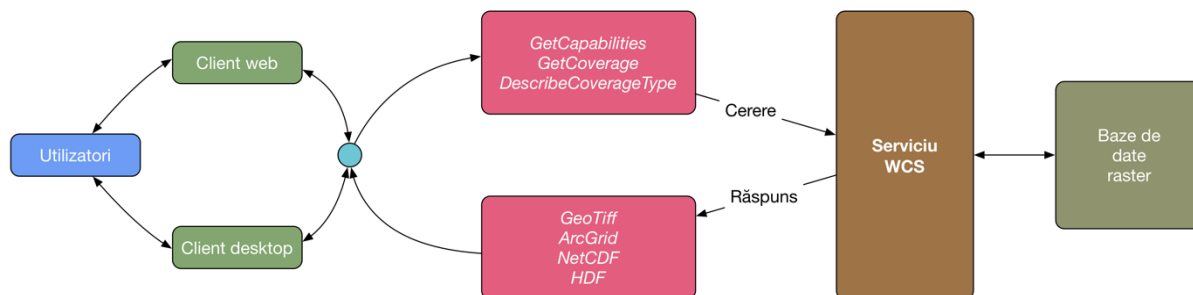 Utilizatori
Client web
Client desktop
GetCapabilities
GetCoverage
DescribeCoverageType
Cerere
Răspuns
GeoTiff
ArcGrid
NetCDF
HDF
Serviciu
WCS
Baze de
date
raster